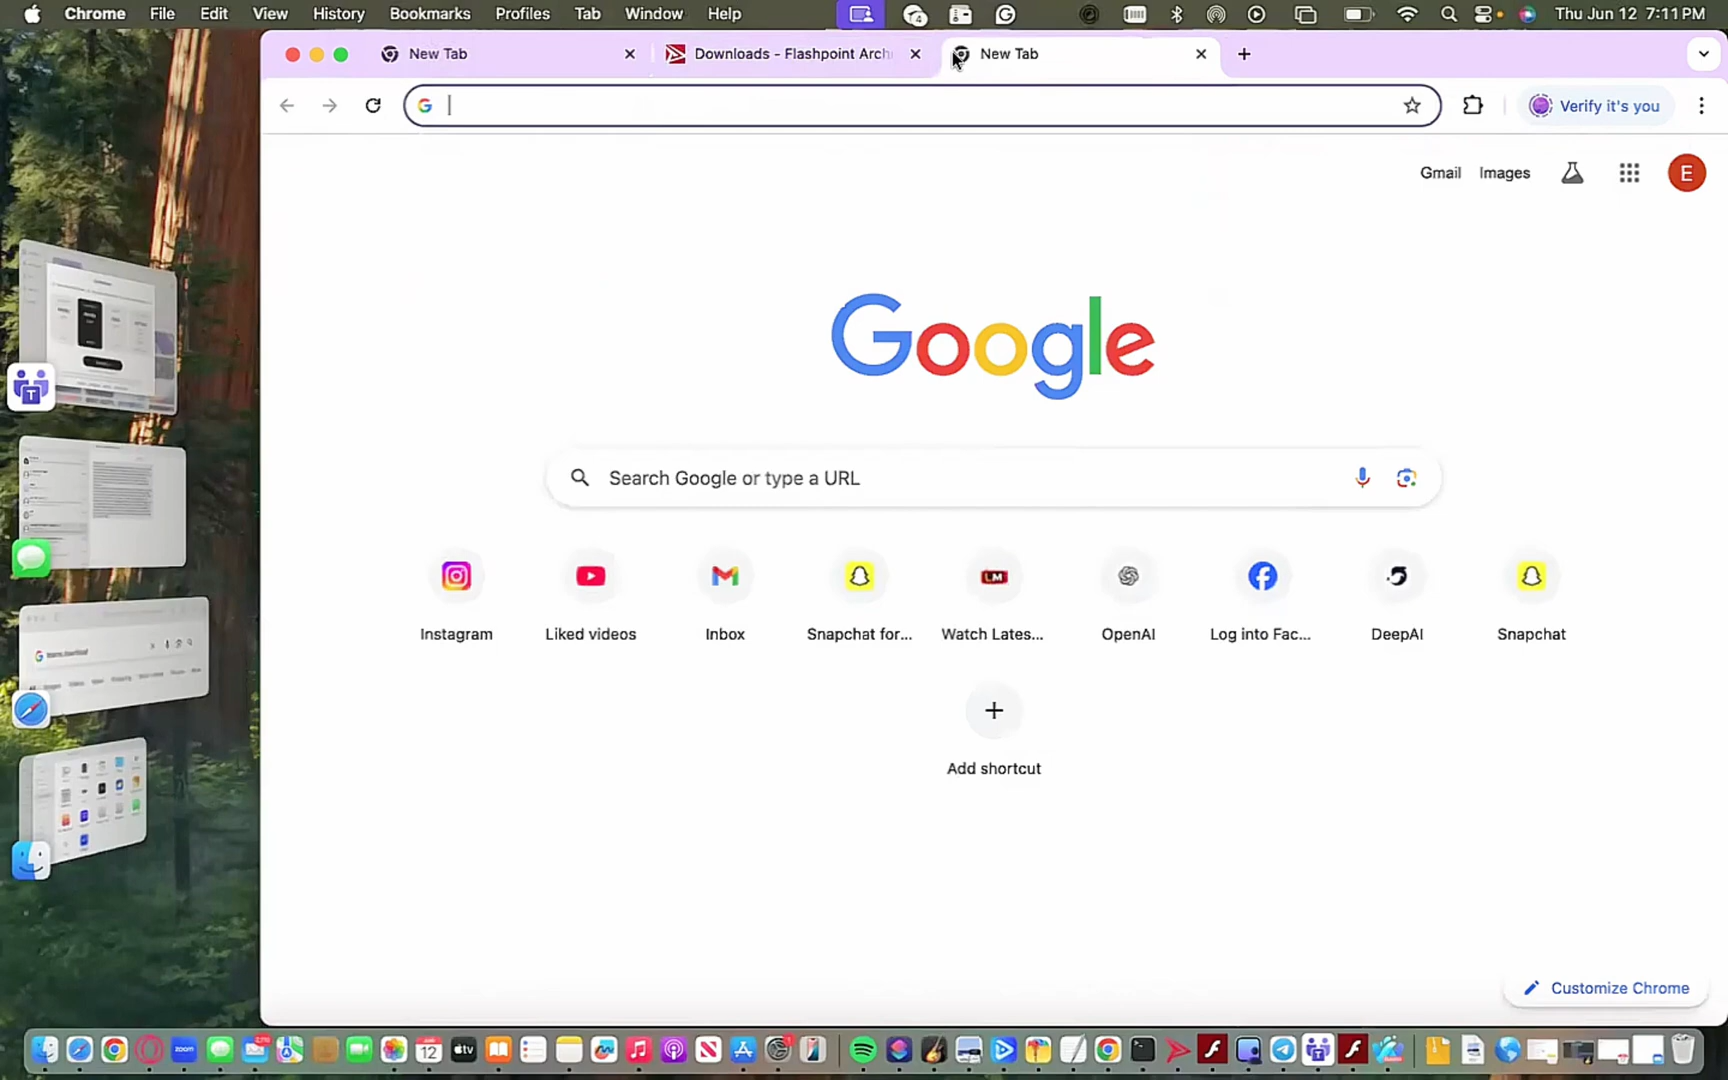 Chrome File Edit View History Bookmarks Profiles Tab Window Help Thu Jun 12 7:11 PM
New Tab
Downloads - Flashpoint Arch
New Tab
Verify it's you
Gmail Images E
Google
Search Google or type a URL
Instagram
Liked videos
Inbox
Snapchat for...
Watch Lates...
OpenAI
Log into Fac...
DeepAI
Snapchat
Add shortcut
Customize Chrome